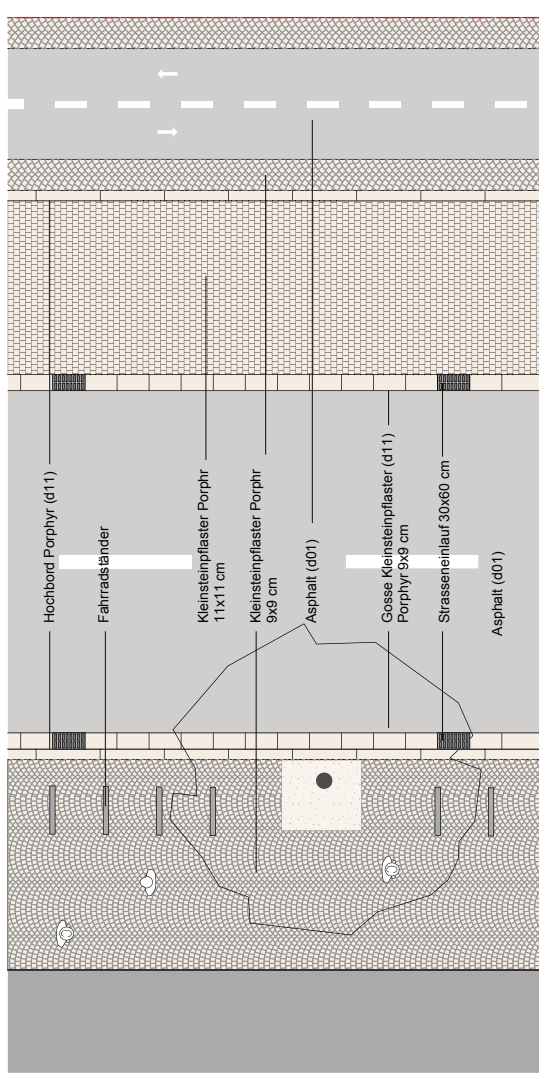 Hochbord Porphyr (d11)
Fahrradständer
Kleinsteinpflaster Porphr
11x11 cm
Kleinsteinpflaster Porphr
9x9 cm
Asphalt (d01)
Gosse Kleinsteinpflaster (d11)
Porphyr 9x9 cm
Strasseneinlauf 30x60 cm
Asphalt (d01)